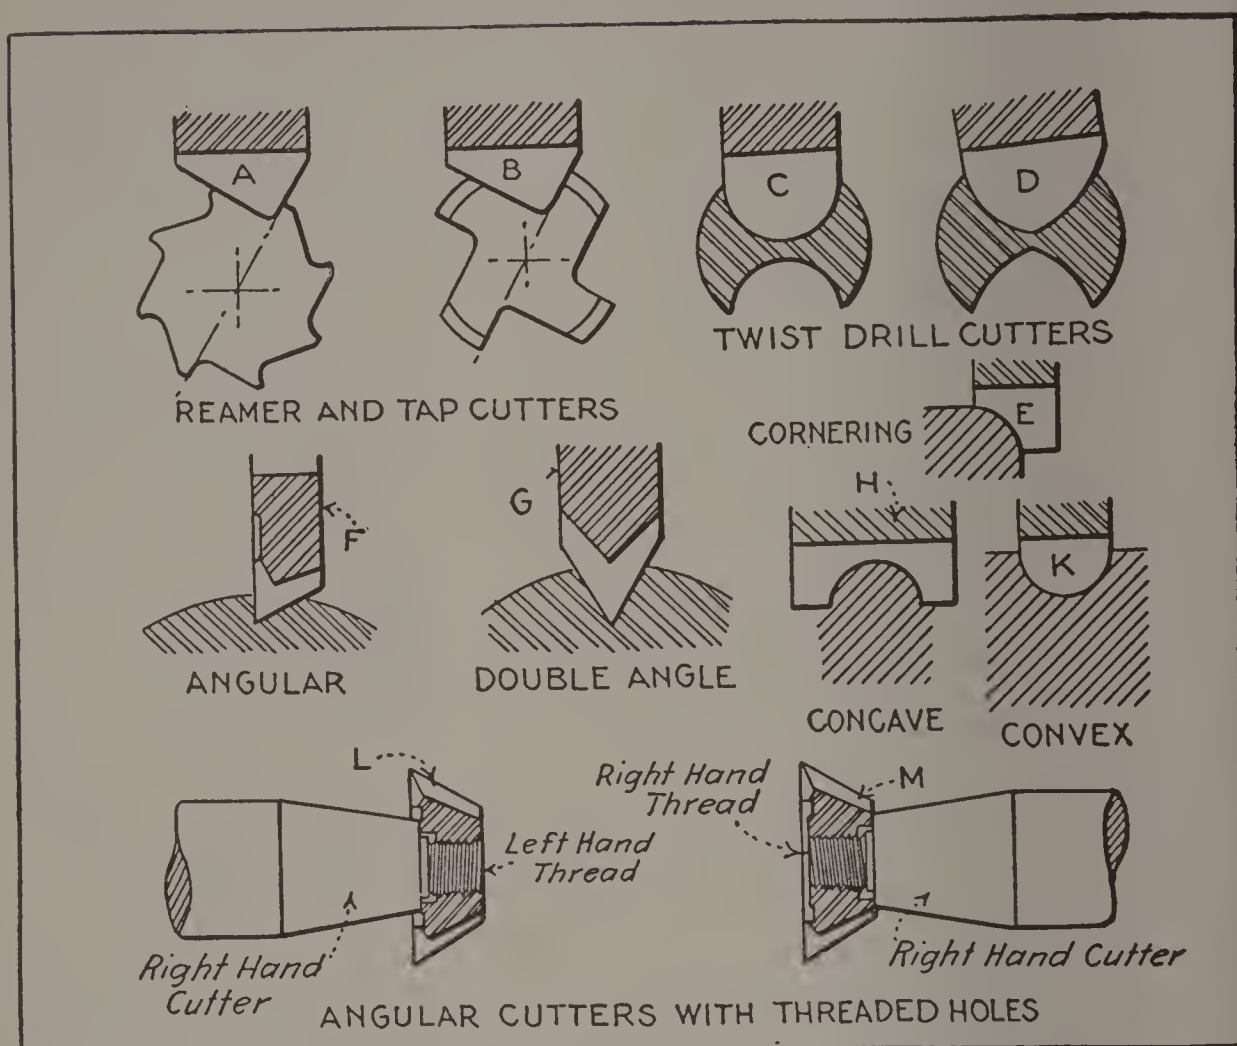 A
B
C
D
TWIST DRILL CUTTERS
REAMER AND TAP CUTTERS
CORNERING
E
F
G
H
K
ANGULAR
DOUBLE ANGLE
CONCAVE
CONVEX
L
Left Hand
Thread
Right Hand
Thread
M
Right Hand
Cutter
Right Hand Cutter
ANGULAR CUTTERS WITH THREADED HOLES